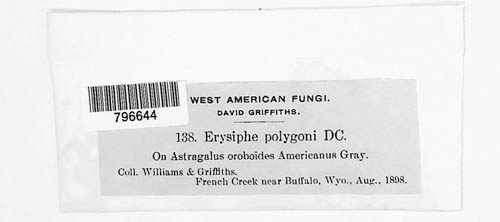 WEST AMERICAN FUNGI.
DAVID GRIFFITHS.
796644
138. Erysiphe polygoni DC.
On Astragalus oroboides Americanus Gray.
Coll. Williams & Griffiths.
French Creek near Buffalo, Wyo., Aug., 1898.